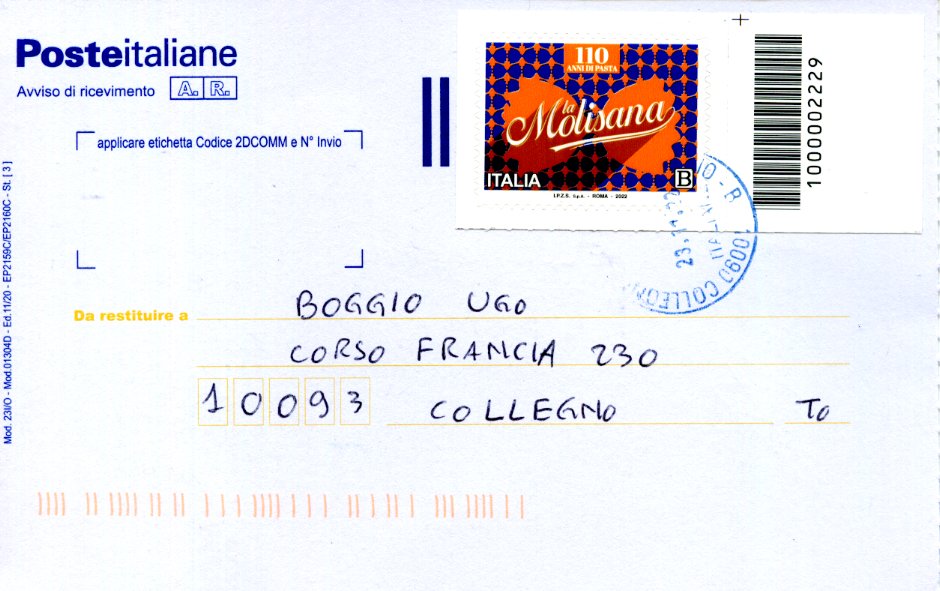 Posteitaliane
Avviso di ricevimento A. R.
applicare etichetta Codice 2DCOMM e N° Invio
110
ANNI DI PASTA
la
Molisana
ITALIA B
I.P.Z.S. S.p.A. - ROMA - 2022
1000002229
Da restituire a BOGGIO UGO
CORSO FRANCIA 230
10093 COLLEGNO TO
Mod. 23I/O - Mod.01304D - Ed.11/20 - EP2159C/EP2160C - St. [ 3 ]